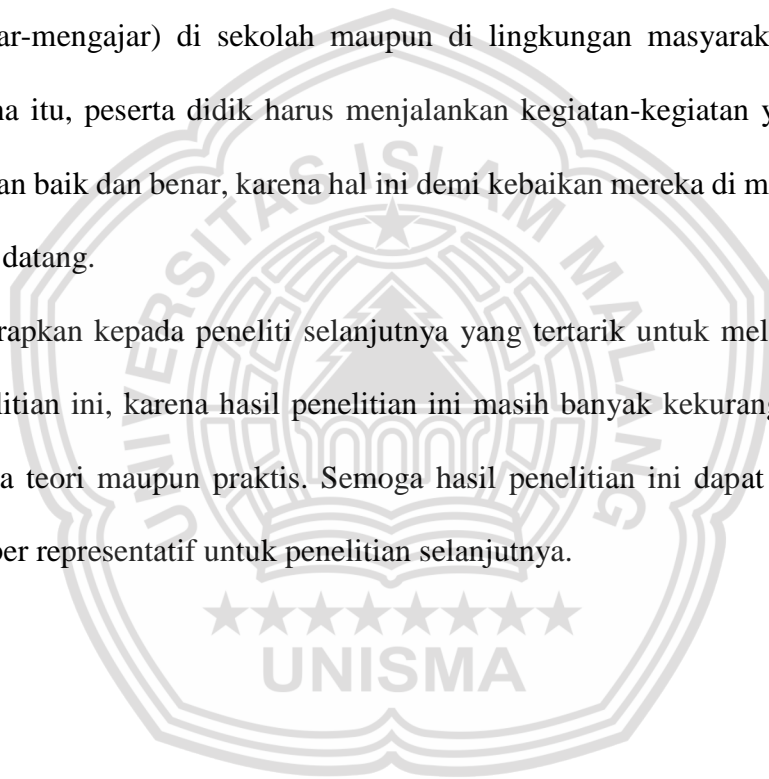 ar-mengajar) di sekolah maupun di lingkungan masyarak
na itu, peserta didik harus menjalankan kegiatan-kegiatan y
an baik dan benar, karena hal ini demi kebaikan mereka di m
datang.
rapkan kepada peneliti selanjutnya yang tertarik untuk mel
litian ini, karena hasil penelitian ini masih banyak kekurang
a teori maupun praktis. Semoga hasil penelitian ini dapat
ber representatif untuk penelitian selanjutnya.
UNIVERSITAS ISLAM MALANG
UNISMA